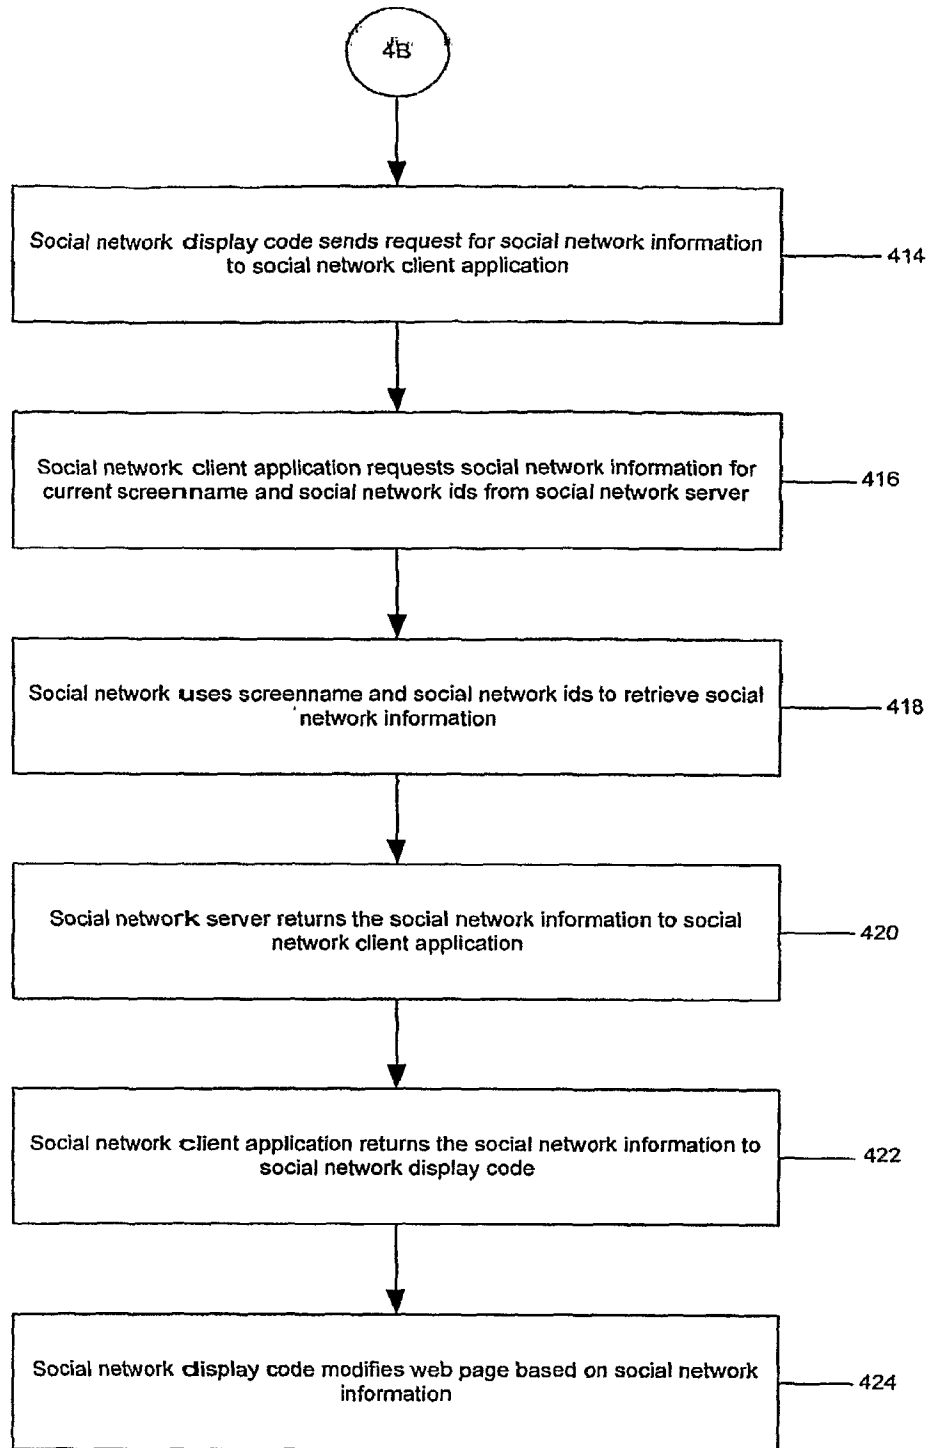 4B
Social network display code sends request for social network information
to social network client application
414
Social network client application requests social network information for
current screenname and social network ids from social network server
416
Social network uses screenname and social network ids to retrieve social
network information
418
Social network server returns the social network information to social
network client application
420
Social network client application returns the social network information to
social network display code
422
Social network display code modifies web page based on social network
information
424